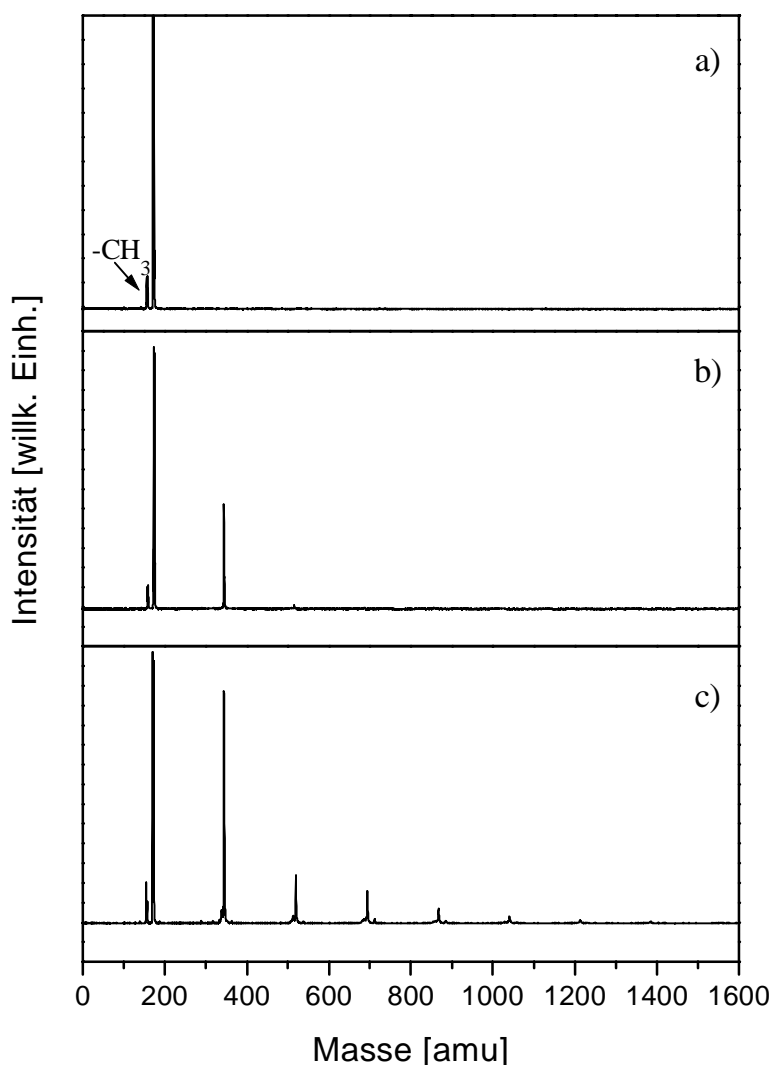 a)
-CH3
b)
c)
Intensität [willk. Einh.]
0 200 400 600 800 1000 1200 1400 1600
Masse [amu]